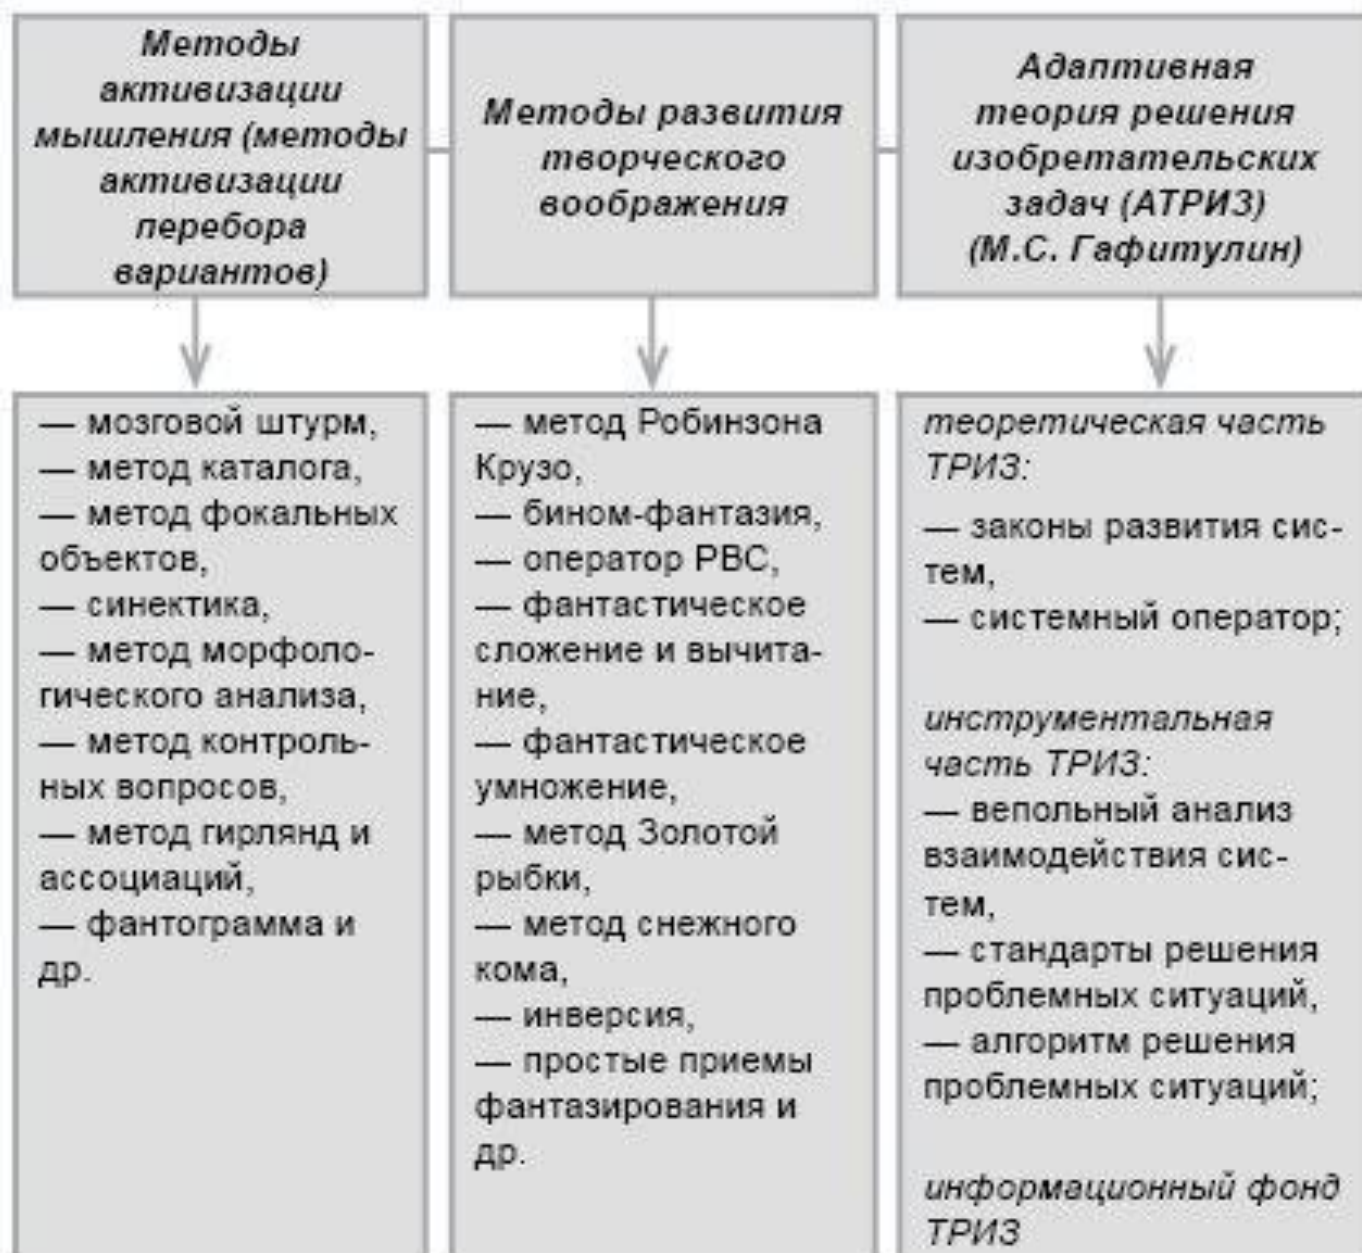 Методы
активизации
мышления (методы
активизации
перебора
вариантов)
Методы развития
творческого
воображения
Адаптивная
теория решения
изобретательских
задач (АТРИЗ)
(М.С. Гафитулин)
— мозговой штурм,
— метод каталога,
— метод фокальных
объектов,
— синектика,
— метод морфоло-
гического анализа,
— метод контроль-
ных вопросов,
— метод гирлянд и
ассоциаций,
— фантограмма и
др.
— метод Робинзона
Крузо,
— бином-фантазия,
— оператор РВС,
— фантастическое
сложение и вычита-
ние,
— фантастическое
умножение,
— метод Золотой
рыбки,
— метод снежного
кома,
— инверсия,
— простые приемы
фантазирования и
др.
теоретическая часть
ТРИЗ:
— законы развития сис-
тем,
— системный оператор;
инструментальная
часть ТРИЗ:
— вепольный анализ
взаимодействия сис-
тем,
— стандарты решения
проблемных ситуаций,
— алгоритм решения
проблемных ситуаций;
информационный фонд
ТРИЗ